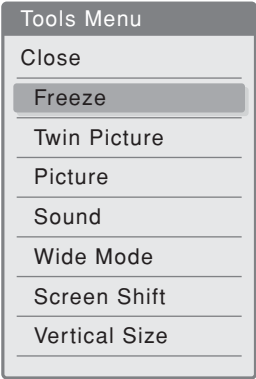 Tools Menu
Close
Freeze
Twin Picture
Picture
Sound
Wide Mode
Screen Shift
Vertical Size